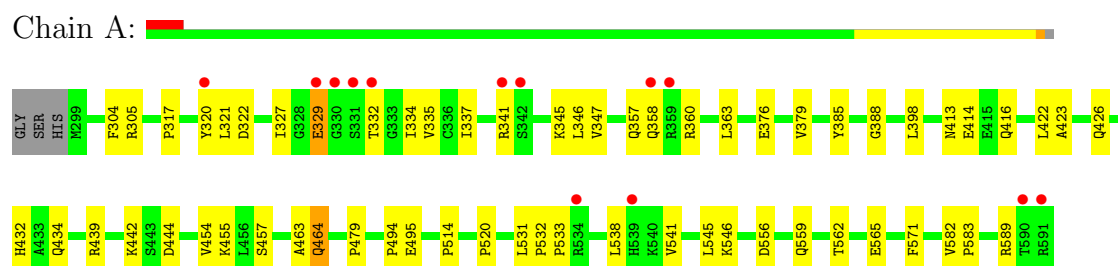 Chain A:
GLY SER HIS M299 F304 R305 P317 Y320 L321 D322 I327 G328 E329 G330 S331 T332 G333 I334 V335 C336 I337 R341 S342 K345 L346 V347 Q357 Q358 R359 R360 L363 E376 V379 Y385 G388 L398 N413 E414 E415 Q416 L422 A423 Q426
H432 A433 Q434 R439 K442 S443 D444 V454 K455 L456 S457 A463 Q464 P479 P494 E495 P514 P520 L531 P532 P533 R534 L538 H539 K540 V541 L545 K546 D556 Q559 T562 E565 F571 V582 P583 R589 T590 R591